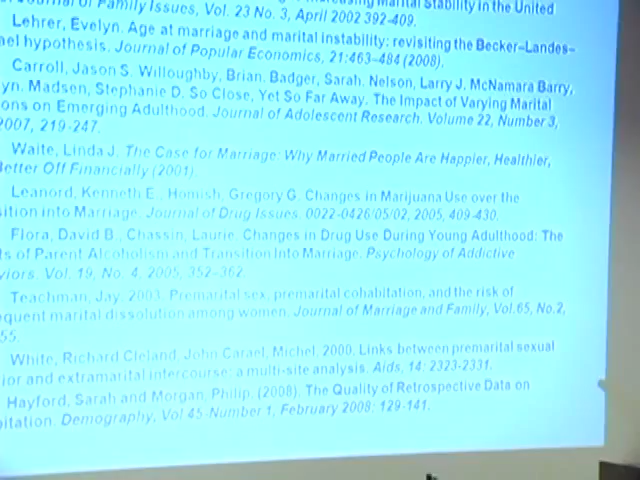 Journal of Family Issues, Vol. 23 No. 3, April 2002 392-409.
Marital Stability in the United
Lehrer, Evelyn. Age at marriage and marital instability: revisiting the Becker–Landes–
ael hypothesis. Journal of Popular Economics, 21:463–484 (2008).
Carroll, Jason S. Willoughby, Brian. Badger, Sarah. Nelson, Larry J. McNamara Barry,
yn. Madsen, Stephanie D. So Close, Yet So Far Away. The Impact of Varying Marital
ons on Emerging Adulthood. Journal of Adolescent Research. Volume 22, Number 3,
2007, 219-247.
Waite, Linda J. The Case for Marriage: Why Married People Are Happier, Healthier,
Better Off Financially (2001).
Leanord, Kenneth E., Homish, Gregory G. Changes in Marijuana Use over the
sition into Marriage. Journal of Drug Issues. 0022-0426/05/02, 2005, 409-430.
Flora, David B., Chassin, Laurie. Changes in Drug Use During Young Adulthood: The
ts of Parent Alcoholism and Transition Into Marriage. Psychology of Addictive
viors. Vol. 19, No. 4, 2005, 352–362.
Teachman, Jay. 2003. Premarital sex, premarital cohabitation, and the risk of
equent marital dissolution among women. Journal of Marriage and Family, Vol.65, No.2,
55.
White, Richard Cleland, John Carael, Michel. 2000. Links between premarital sexual
ior and extramarital intercourse: a multi-site analysis. Aids, 14: 2323-2331.
Hayford, Sarah and Morgan, Philip. (2008). The Quality of Retrospective Data on
bitation. Demography, Vol 45-Number 1, February 2008: 129-141.